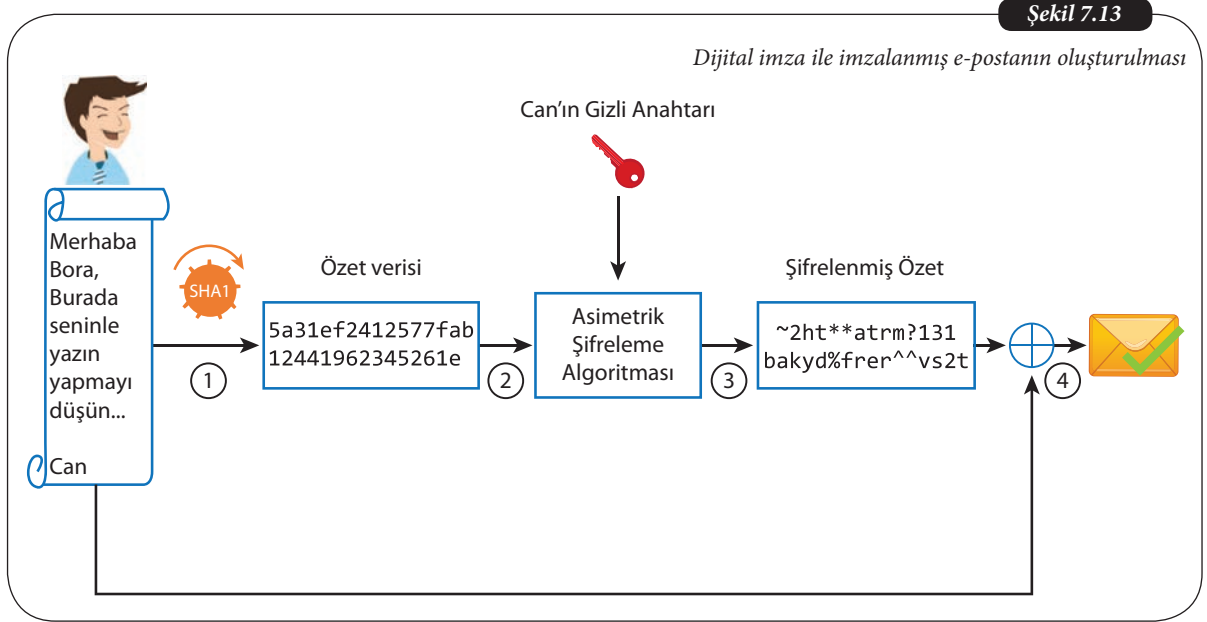 Şekil 7.13
Dijital imza ile imzalanmış e-postanın oluşturulması
Can'ın Gizli Anahtarı
Merhaba
Bora,
Burada
seninle
yazın
yapmayı
düşün...
Can
SHA1
1
Özet verisi
5a31ef2412577fab
12441962345261e
2
Asimetrik
Şifreleme
Algoritması
3
Şifrelenmiş Özet
~2ht**atrm?131
bakyd%frer^^vs2t
4